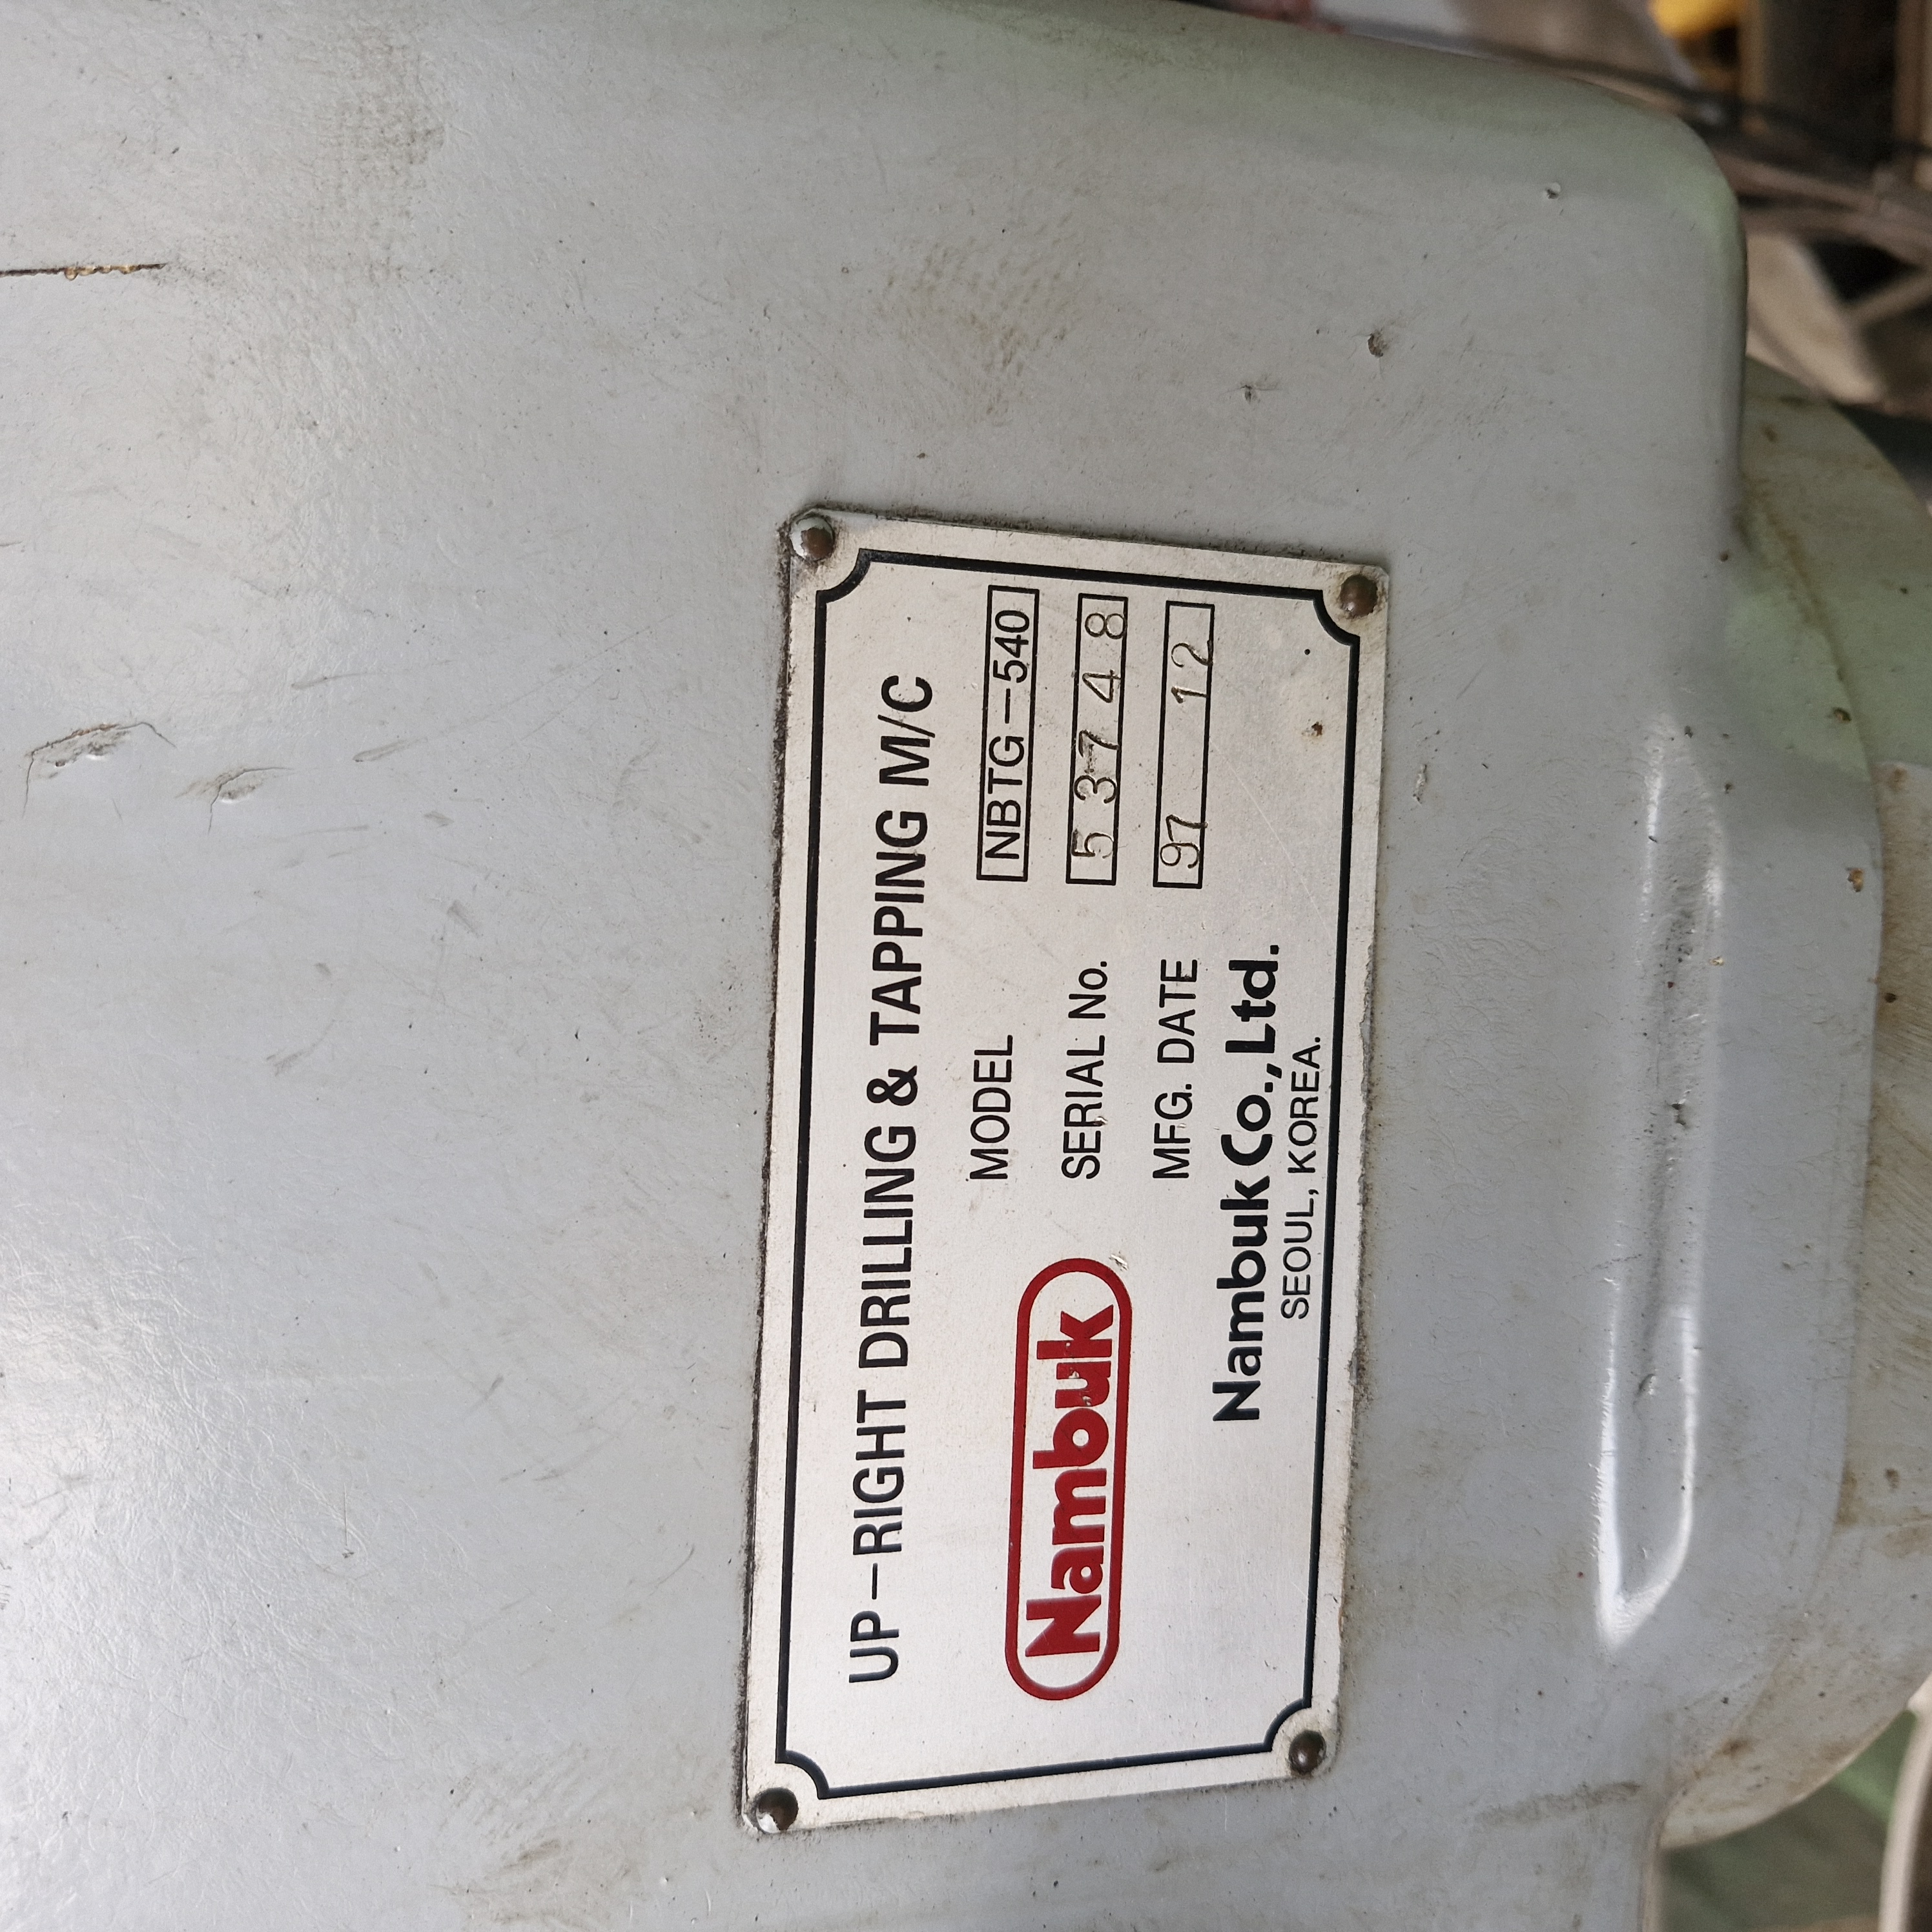 UP-RIGHT DRILLING & TAPPING M/C
Nambuk
MODEL NBTG-540
SERIAL No. 53748
MFG. DATE 97 12
Nambuk Co., Ltd.
SEOUL, KOREA.